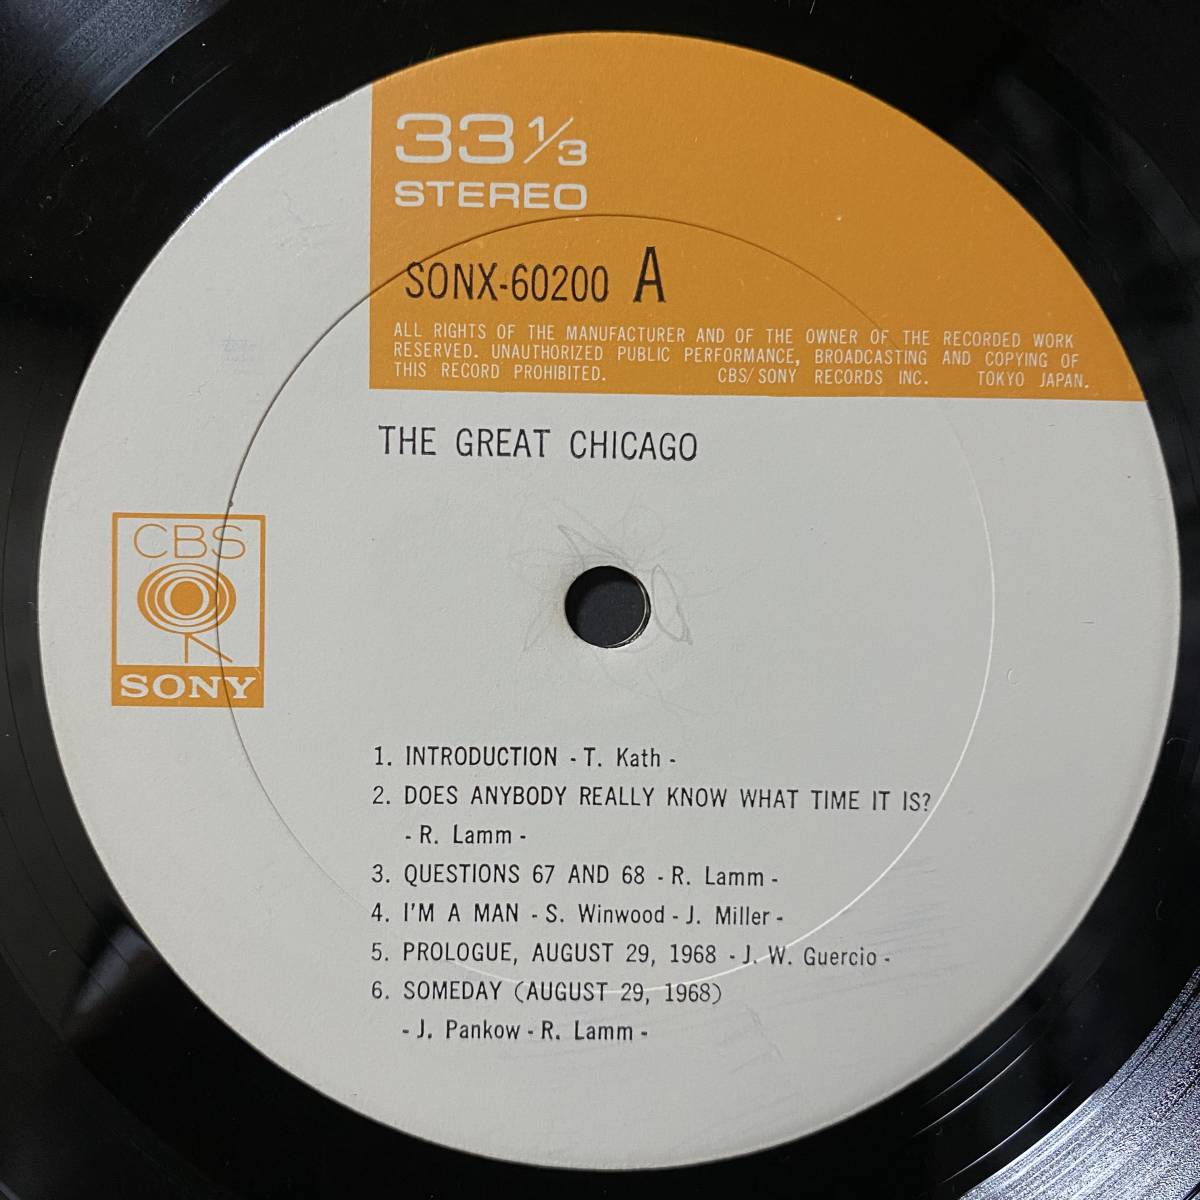 33 1/3
STEREO
SONX-60200 A
ALL RIGHTS OF THE MANUFACTURER AND OF THE OWNER OF THE RECORDED WORK
RESERVED. UNAUTHORIZED PUBLIC PERFORMANCE, BROADCASTING AND COPYING OF
THIS RECORD PROHIBITED. CBS/SONY RECORDS INC. TOKYO JAPAN.
THE GREAT CHICAGO
CBS
SONY
1. INTRODUCTION - T. Kath -
2. DOES ANYBODY REALLY KNOW WHAT TIME IT IS?
- R. Lamm -
3. QUESTIONS 67 AND 68 - R. Lamm -
4. I'M A MAN - S. Winwood - J. Miller -
5. PROLOGUE, AUGUST 29, 1968 - J. W. Guercio -
6. SOMEDAY (AUGUST 29, 1968)
- J. Pankow - R. Lamm -